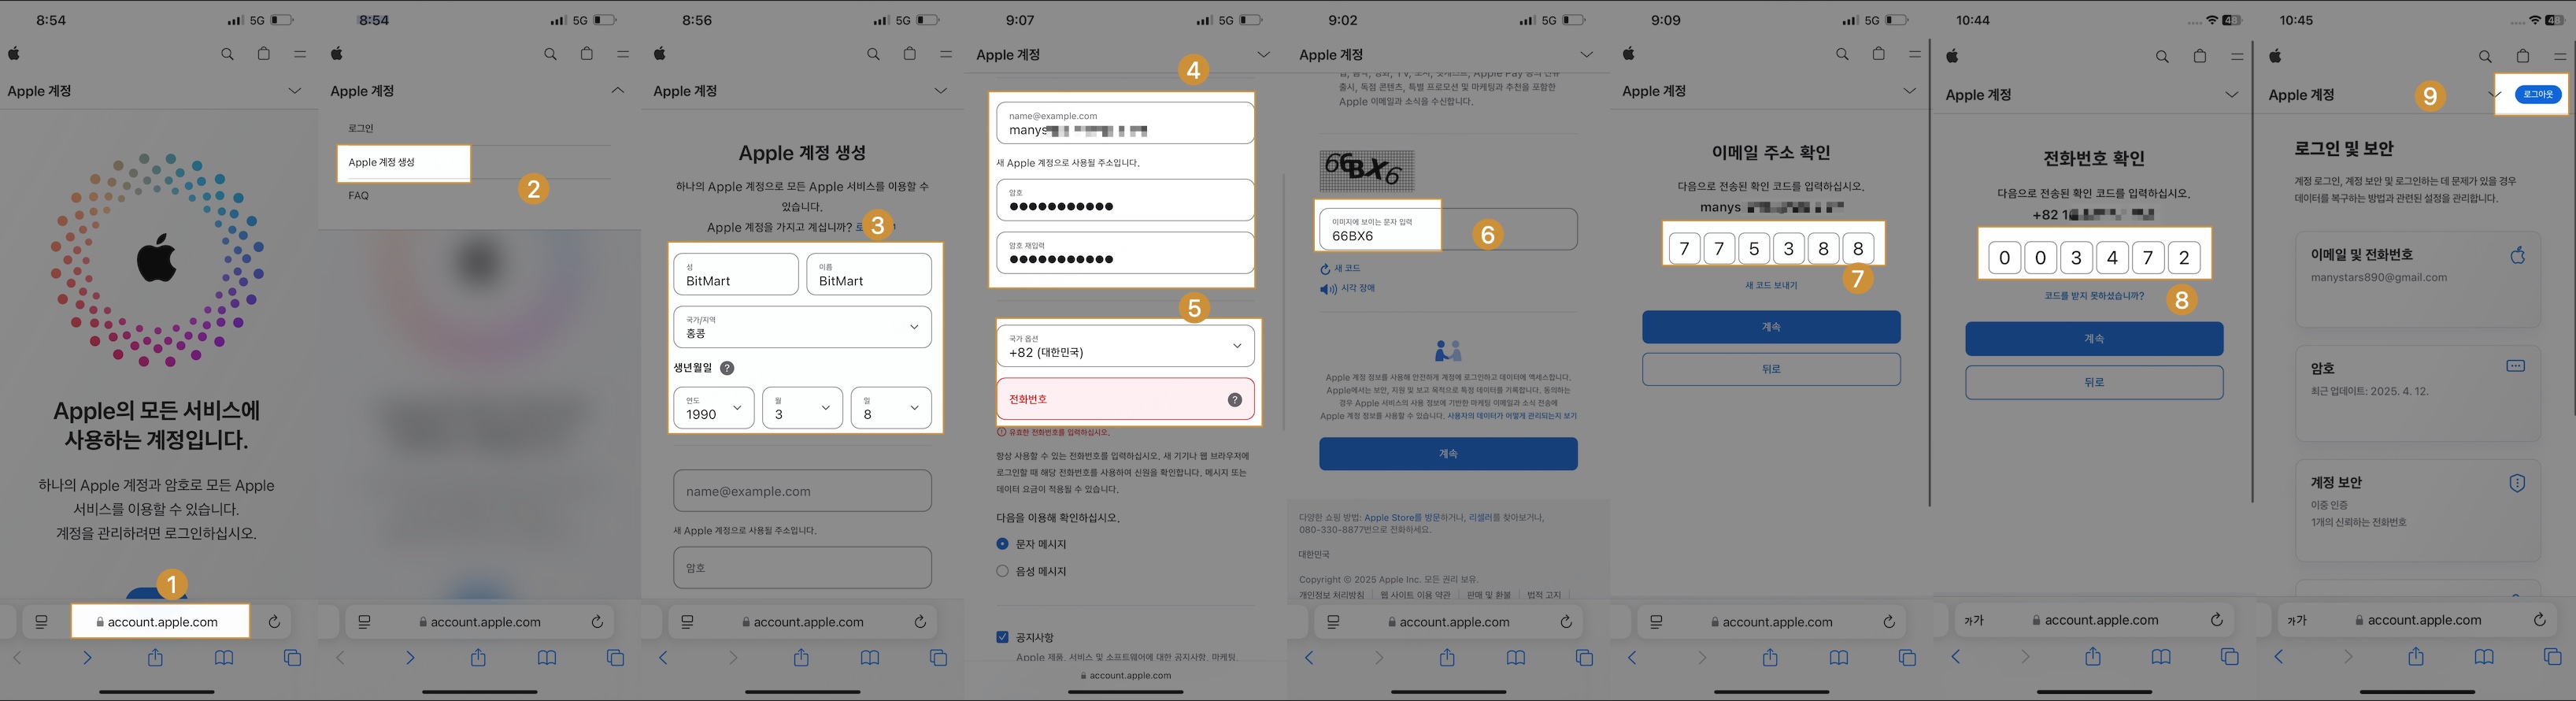 8:54
5G
Apple 계정
Apple의 모든 서비스에
사용하는 계정입니다.
하나의 Apple 계정과 암호로 모든 Apple
서비스를 이용할 수 있습니다.
계정을 관리하려면 로그인하십시오.
1
account.apple.com
8:54
5G
Apple 계정
로그인
Apple 계정 생성
2
FAQ
account.apple.com
8:56
5G
Apple 계정
Apple 계정 생성
하나의 Apple 계정으로 모든 Apple 서비스를 이용할 수
있습니다.
Apple 계정을 가지고 계십니까?
3
성
BitMart
이름
BitMart
국가/지역
홍콩
생년월일 ?
연도
1990
월
3
일
8
name@example.com
새 Apple 계정으로 사용될 주소입니다.
암호
account.apple.com
9:07
5G
Apple 계정
4
name@example.com
manys
새 Apple 계정으로 사용될 주소입니다.
암호
암호 재입력
5
국가 옵션
+82 (대한민국)
전화번호 ?
유효한 전화번호를 입력하십시오.
항상 사용할 수 있는 전화번호를 입력하십시오. 새 기기나 웹 브라우저에
로그인할 때 해당 전화번호를 사용하여 신원을 확인합니다. 메시지 또는
데이터 요금이 적용될 수 있습니다.
다음을 이용해 확인하십시오.
문자 메시지
음성 메시지
공지사항
Apple 제품, 서비스 및 소프트웨어에 대한 공지사항, 마케팅,
account.apple.com
9:02
5G
Apple 계정
출시, 독점 콘텐츠, 특별 프로모션 및 마케팅과 추천을 포함한
Apple 이메일과 소식을 수신합니다.
66BX6
이미지에 보이는 문자 입력
66BX6
6
새 코드
시각 장애
Apple 계정 정보를 사용해 안전하게 기기에 로그인하고 데이터에 액세스합니다.
Apple에서는 보안, 지원 및 보고 목적으로 특정 데이터를 기록합니다. 동의하는
경우 Apple 서비스의 사용 정보에 기반한 마케팅 이메일과 소식 전송에
Apple 계정 정보를 사용할 수 있습니다. 사용자의 데이터가 어떻게 관리되는지 보기
계속
다양한 쇼핑 방법: Apple Store를 방문하거나, 리셀러를 찾아보거나,
080-330-8877번으로 전화하세요.
대한민국
Copyright © 2025 Apple Inc. 모든 권리 보유.
개인정보 처리방침 | 웹 사이트 이용 약관 | 판매 및 환불 | 법적 고지 |
account.apple.com
9:09
5G
Apple 계정
이메일 주소 확인
다음으로 전송된 확인 코드를 입력하십시오.
manys
7 7 5 3 8 8
7
새 코드 보내기
계속
뒤로
account.apple.com
10:44
Apple 계정
전화번호 확인
다음으로 전송된 확인 코드를 입력하십시오.
+82 1
0 0 3 4 7 2
8
코드를 받지 못하셨습니까?
계속
뒤로
가가
account.apple.com
10:45
Apple 계정
9
로그아웃
로그인 및 보안
계정 로그인, 계정 보안 및 로그인하는 데 문제가 있을 경우
데이터를 복구하는 방법과 관련된 설정을 관리합니다.
이메일 및 전화번호
manystars890@gmail.com
암호
최근 업데이트: 2025. 4. 12.
계정 보안
이중 인증
1개의 신뢰하는 전화번호
가가
account.apple.com